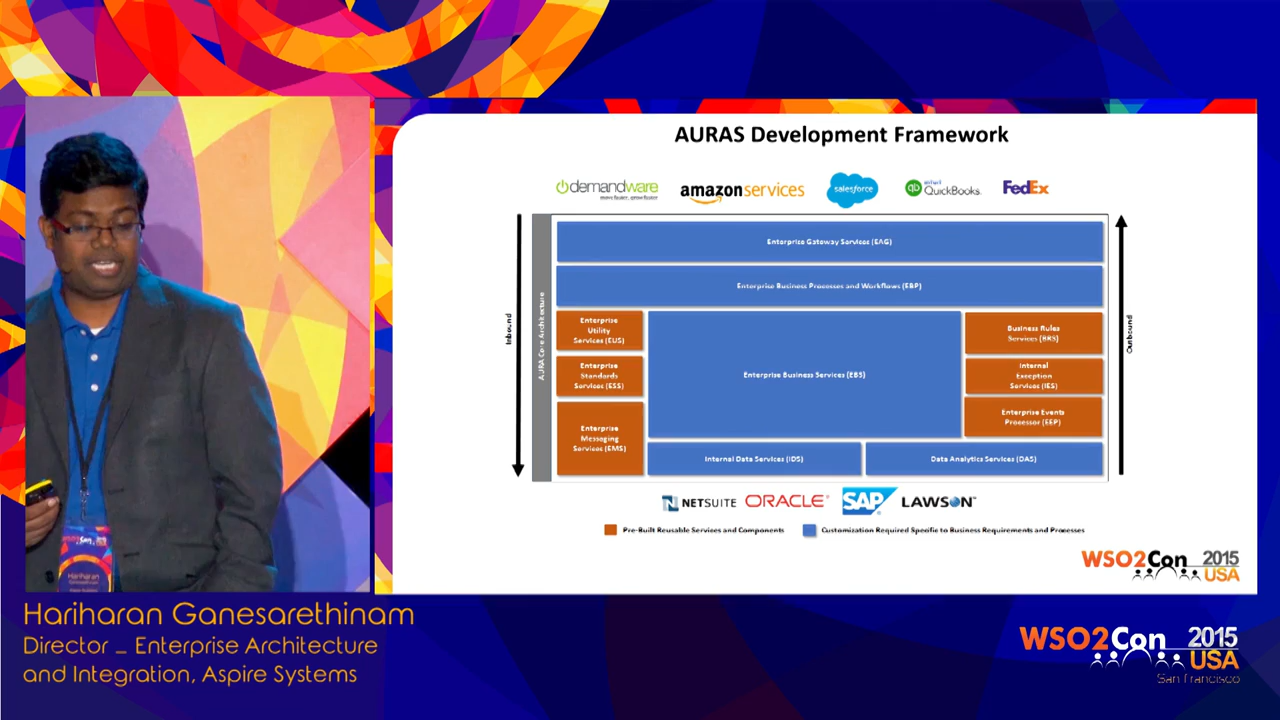 AURAS Development Framework
demandware
move faster, grow faster
amazonservices
salesforce
qb
intuit
QuickBooks.
FedEx
Inbound
AURA Core Architecture
Enterprise Gateway Services (EAG)
Enterprise Business Processes and Workflows (EBP)
Enterprise
Utility
Services (EUS)
Enterprise
Standards
Services (ESS)
Enterprise
Messaging
Services (EMS)
Enterprise Business Services (EBS)
Business Rules
Services (BRS)
Internal
Exception
Services (IES)
Enterprise Events
Processor (EEP)
Internal Data Services (IDS)
Data Analytics Services (DAS)
Outbound
N NETSUITE
ORACLE®
SAP
LAWSON™
Pre-Built Reusable Services and Components
Customization Required Specific to Business Requirements and Processes
WSO2Con 2015
USA
Hariharan
Hariharan Ganesarethinam
Director _ Enterprise Architecture
and Integration, Aspire Systems
WSO2Con 2015
USA
San Francisco